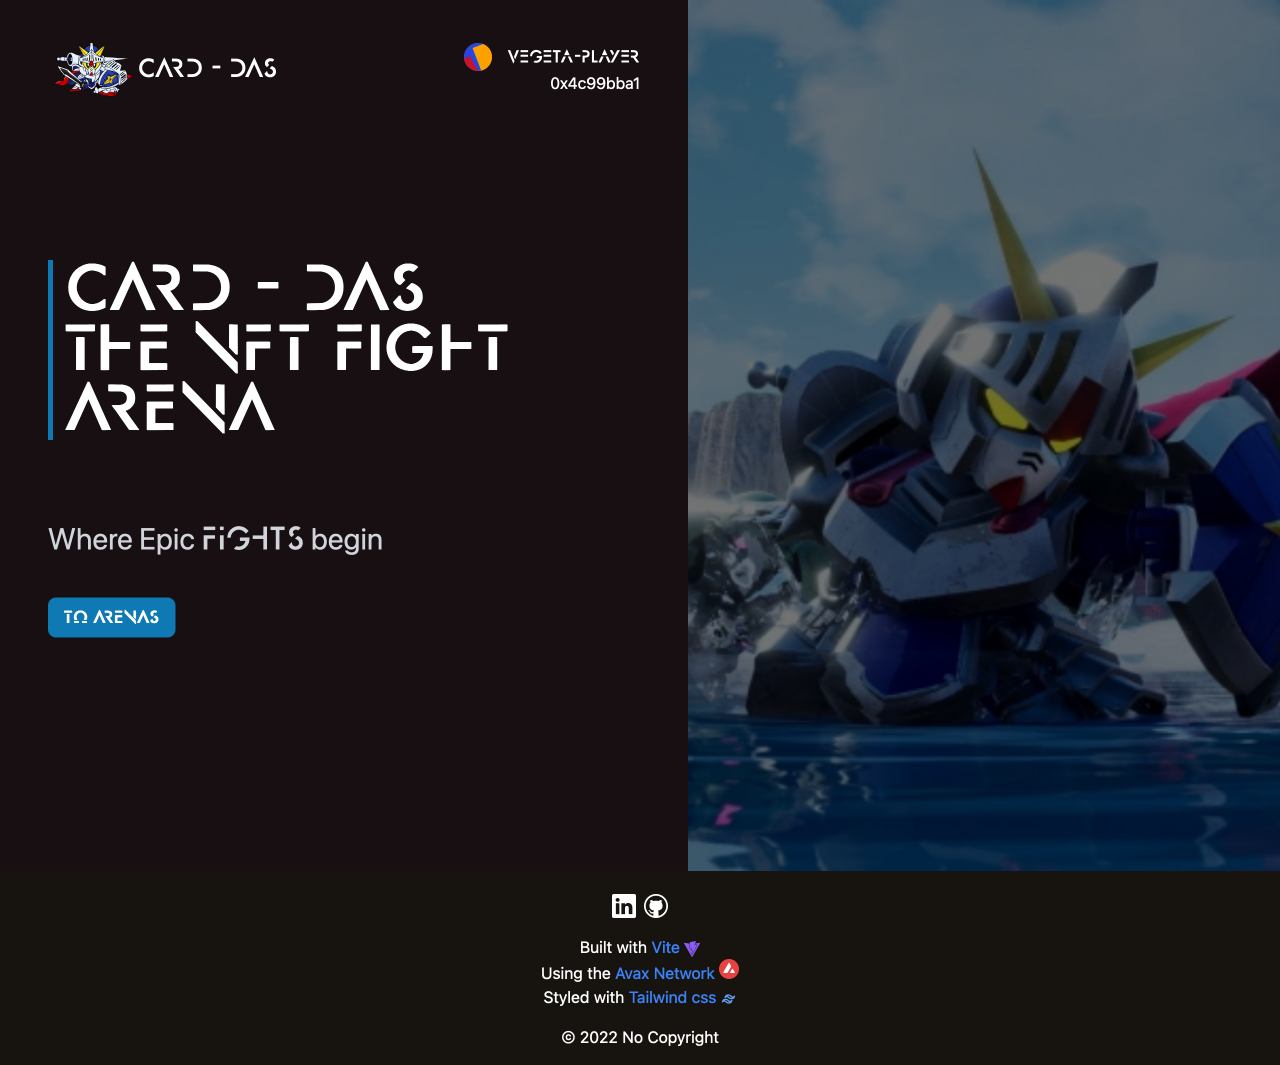 CARD - DAS
VEGETA-PLAYER
0x4c99bba1
CARD - DAS
THE NFT FIGHT
ARENA
Where Epic FiGHTS begin
TO ARENAS
Built with Vite
Using the Avax Network
Styled with Tailwind css
© 2022 No Copyright